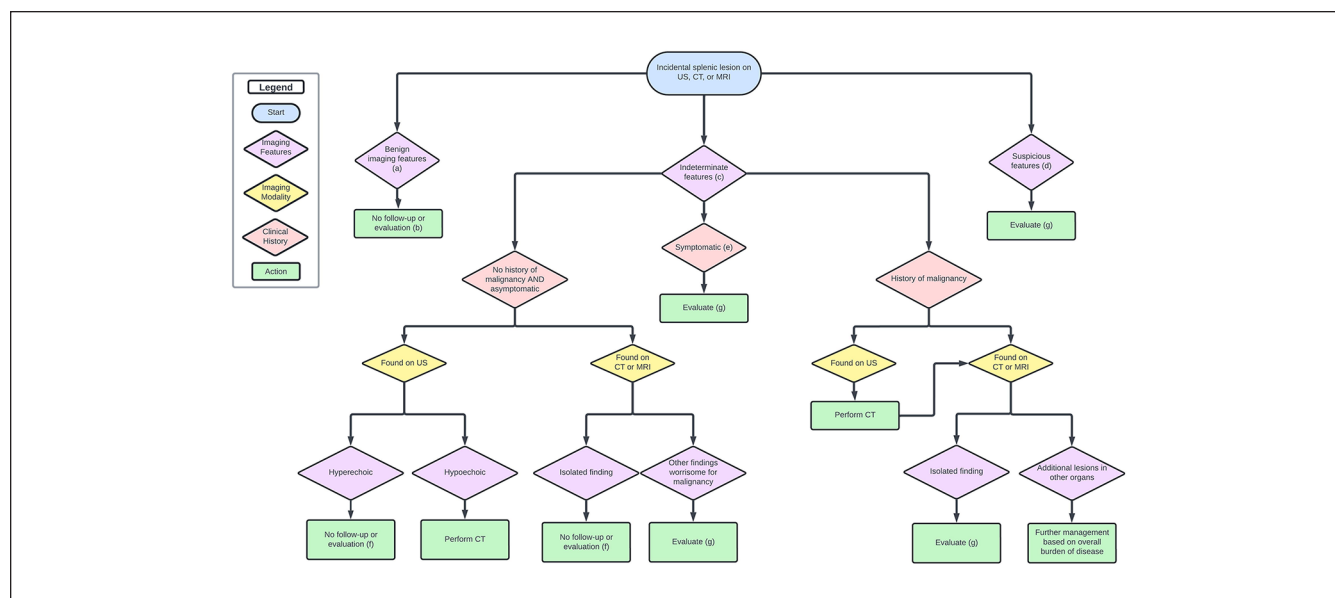 Incidental splenic lesion on
US, CT, or MRI
Legend
Start
Imaging
Features
Imaging
Modality
Clinical
History
Action
Benign
imaging features
(a)
Indeterminate
features (c)
Suspicious
features (d)
No follow-up or
evaluation (b)
Symptomatic (e)
Evaluate (g)
No history of
malignancy AND
asymptomatic
Evaluate (g)
History of malignancy
Found on US
Found on
CT or MRI
Found on US
Found on
CT or MRI
Perform CT
Hyperechoic
Hypoechoic
Isolated finding
Other findings
worrisome for
malignancy
Isolated finding
Additional lesions in
other organs
No follow-up or
evaluation (f)
Perform CT
No follow-up or
evaluation (f)
Evaluate (g)
Evaluate (g)
Further management
based on overall
burden of disease